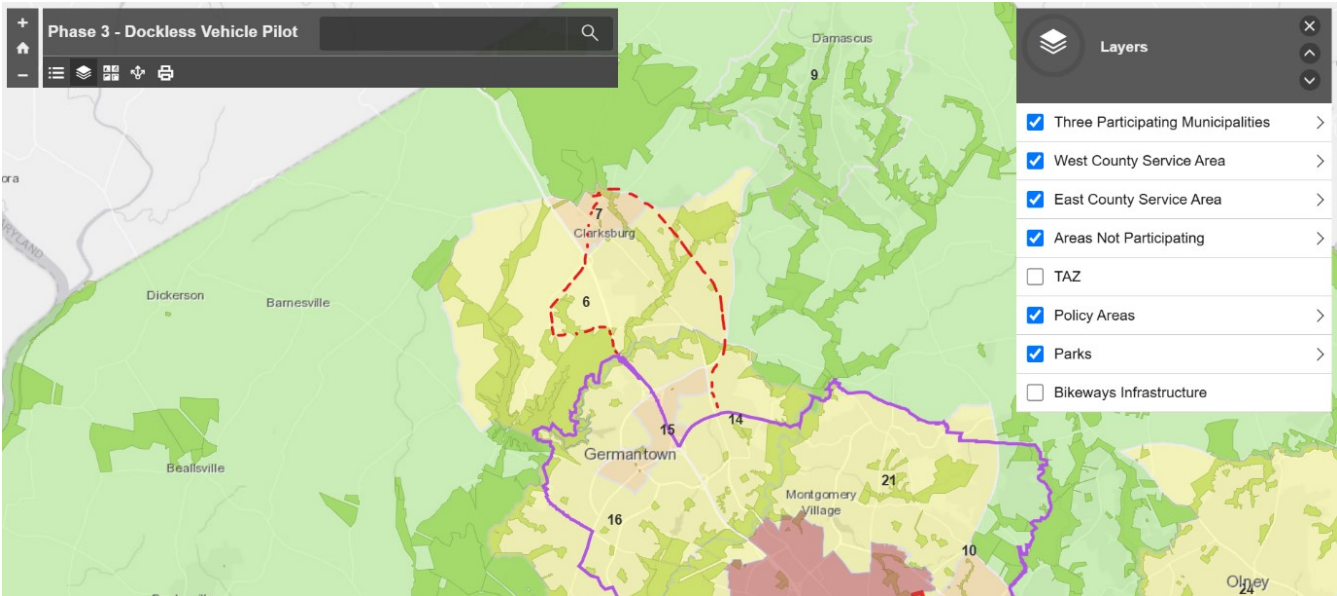 +
Phase 3 - Dockless Vehicle Pilot
−
Layers
Three Participating Municipalities
West County Service Area
East County Service Area
Areas Not Participating
TAZ
Policy Areas
Parks
Bikeways Infrastructure
Damascus
9
ora
7
Clarksburg
Dickerson
Barnesville
6
14
15
Germantown
Beallsville
21
Montgomery
Village
16
10
Olney
24